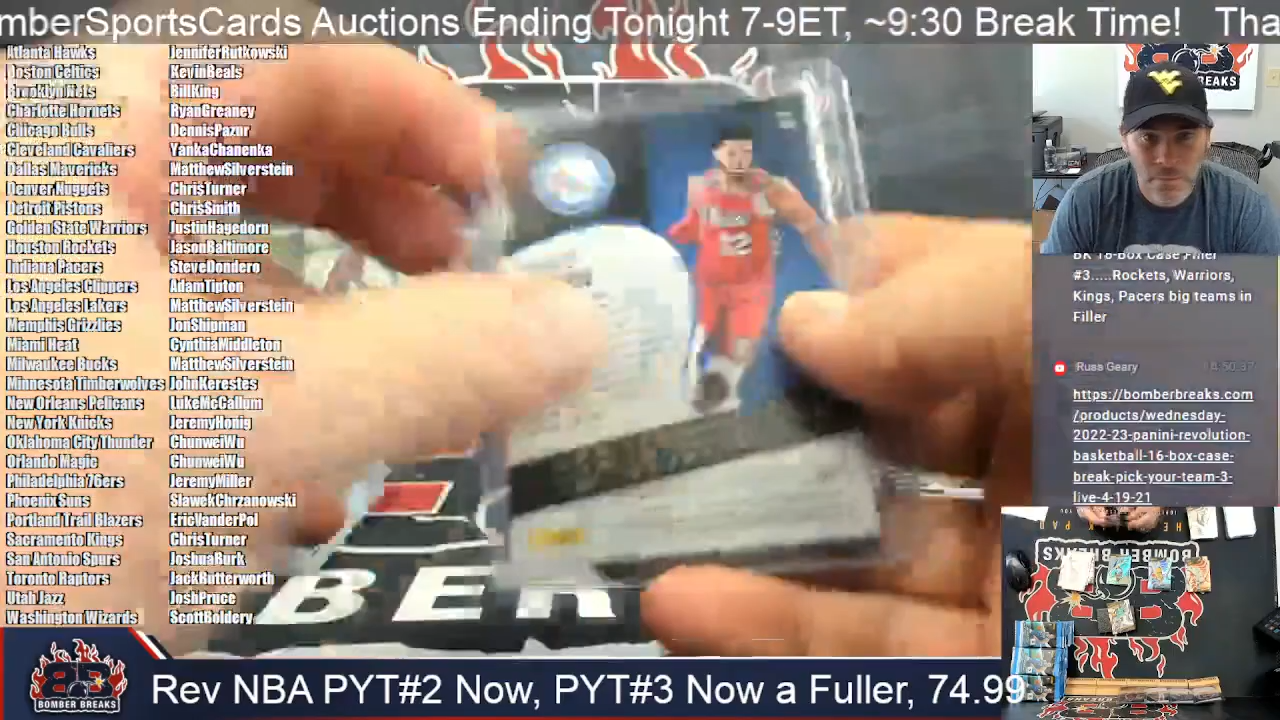 mberSportsCards Auctions Ending Tonight 7-9ET, ~9:30 Break Time! Tha
Atlanta Hawks JenniferRutkowski
Boston Celtics KevinBeals
Brooklyn Nets BillKing
Charlotte Hornets RyanGreaney
Chicago Bulls DennisPazur
Cleveland Cavaliers YankaChanenka
Dallas Mavericks MatthewSilverstein
Denver Nuggets ChrisTurner
Detroit Pistons ChrisSmith
Golden State Warriors JustinHagedorn
Houston Rockets JasonBaltimore
Indiana Pacers SteveDondero
Los Angeles Clippers AdamTipton
Los Angeles Lakers MatthewSilverstein
Memphis Grizzlies JonShipman
Miami Heat CynthiaMiddleton
Milwaukee Bucks MatthewSilverstein
Minnesota Timberwolves JohnKerestes
New Orleans Pelicans LukeMcCallum
New York Knicks JeremyHonig
Oklahoma City Thunder ChunweiWu
Orlando Magic ChunweiWu
Philadelphia 76ers JeremyMiller
Phoenix Suns SlawekChrzanowski
Portland Trail Blazers EricVanderPol
Sacramento Kings ChrisTurner
San Antonio Spurs JoshuaBurk
Toronto Raptors JackButterworth
Utah Jazz JoshPruce
Washington Wizards ScottBoldery
12
BREAKS
BK 16-Box Case Filler
#3.....Rockets, Warriors,
Kings, Pacers big teams in
Filler
Russ Geary
https://bomberbreaks.com
/products/wednesday-
2022-23-panini-revolution-
basketball-16-box-case-
break-pick-your-team-3-
live-4-19-21
BOMBER BREAKS
BOMBER BREAKS
Rev NBA PYT#2 Now, PYT#3 Now a Fuller, 74.99